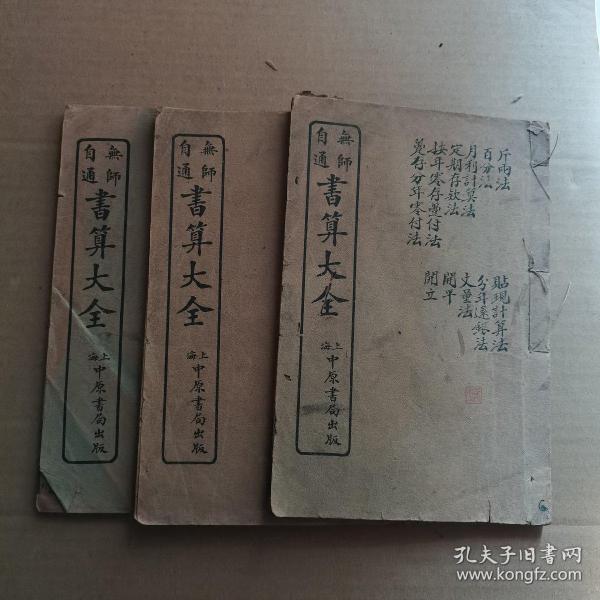 斤兩法
百分法
月利計算法
定期存款法
按年零存躉付法
躉存分年零付法
貼現計算法
分年還銀法
丈量法
開平
開立
無師
自通
書算大全
上海
中原書局出版
無師
自通
書算大全
上海
中原書局出版
無師
自通
書算大全
上海
中原書局出版
孔夫子旧书网
www.kongfz.com